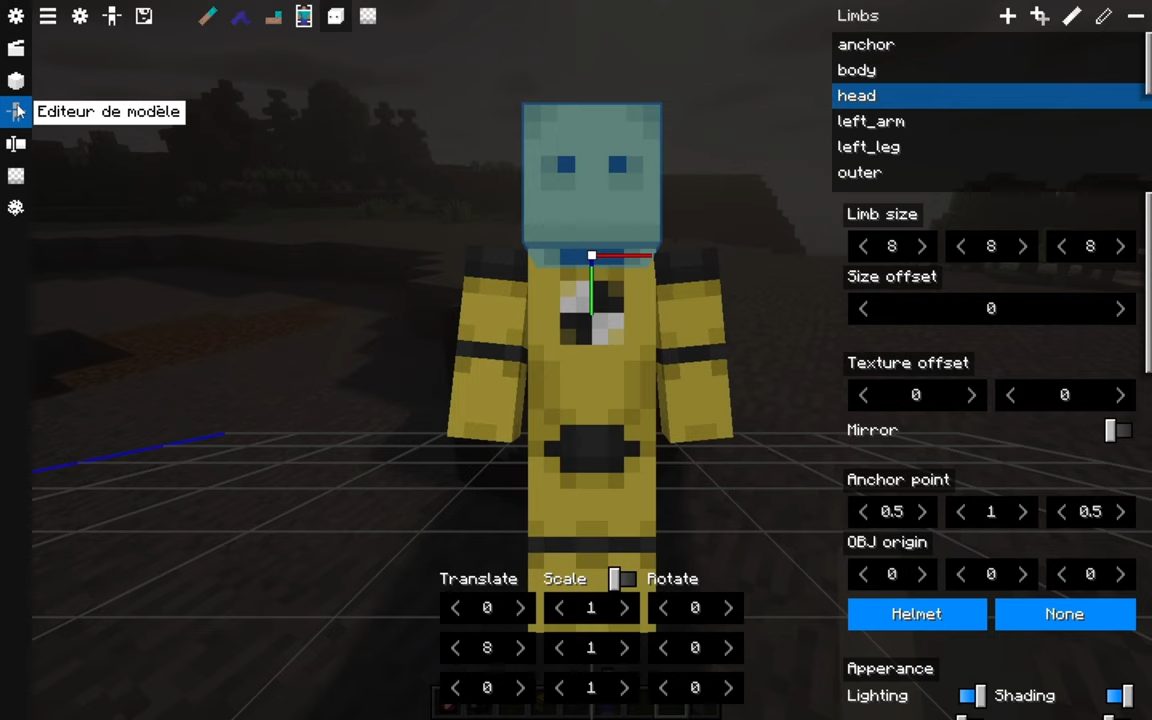 Limbs
anchor
body
head
Editeur de modèle
left_arm
left_leg
outer
Limb size
8 8 8
Size offset
0
Texture offset
0 0
Mirror
Anchor point
0.5 1 0.5
OBJ origin
0 0 0
Translate Scale Rotate
0 1 0
8 1 0
0 1 0
Helmet None
Apperance
Lighting Shading